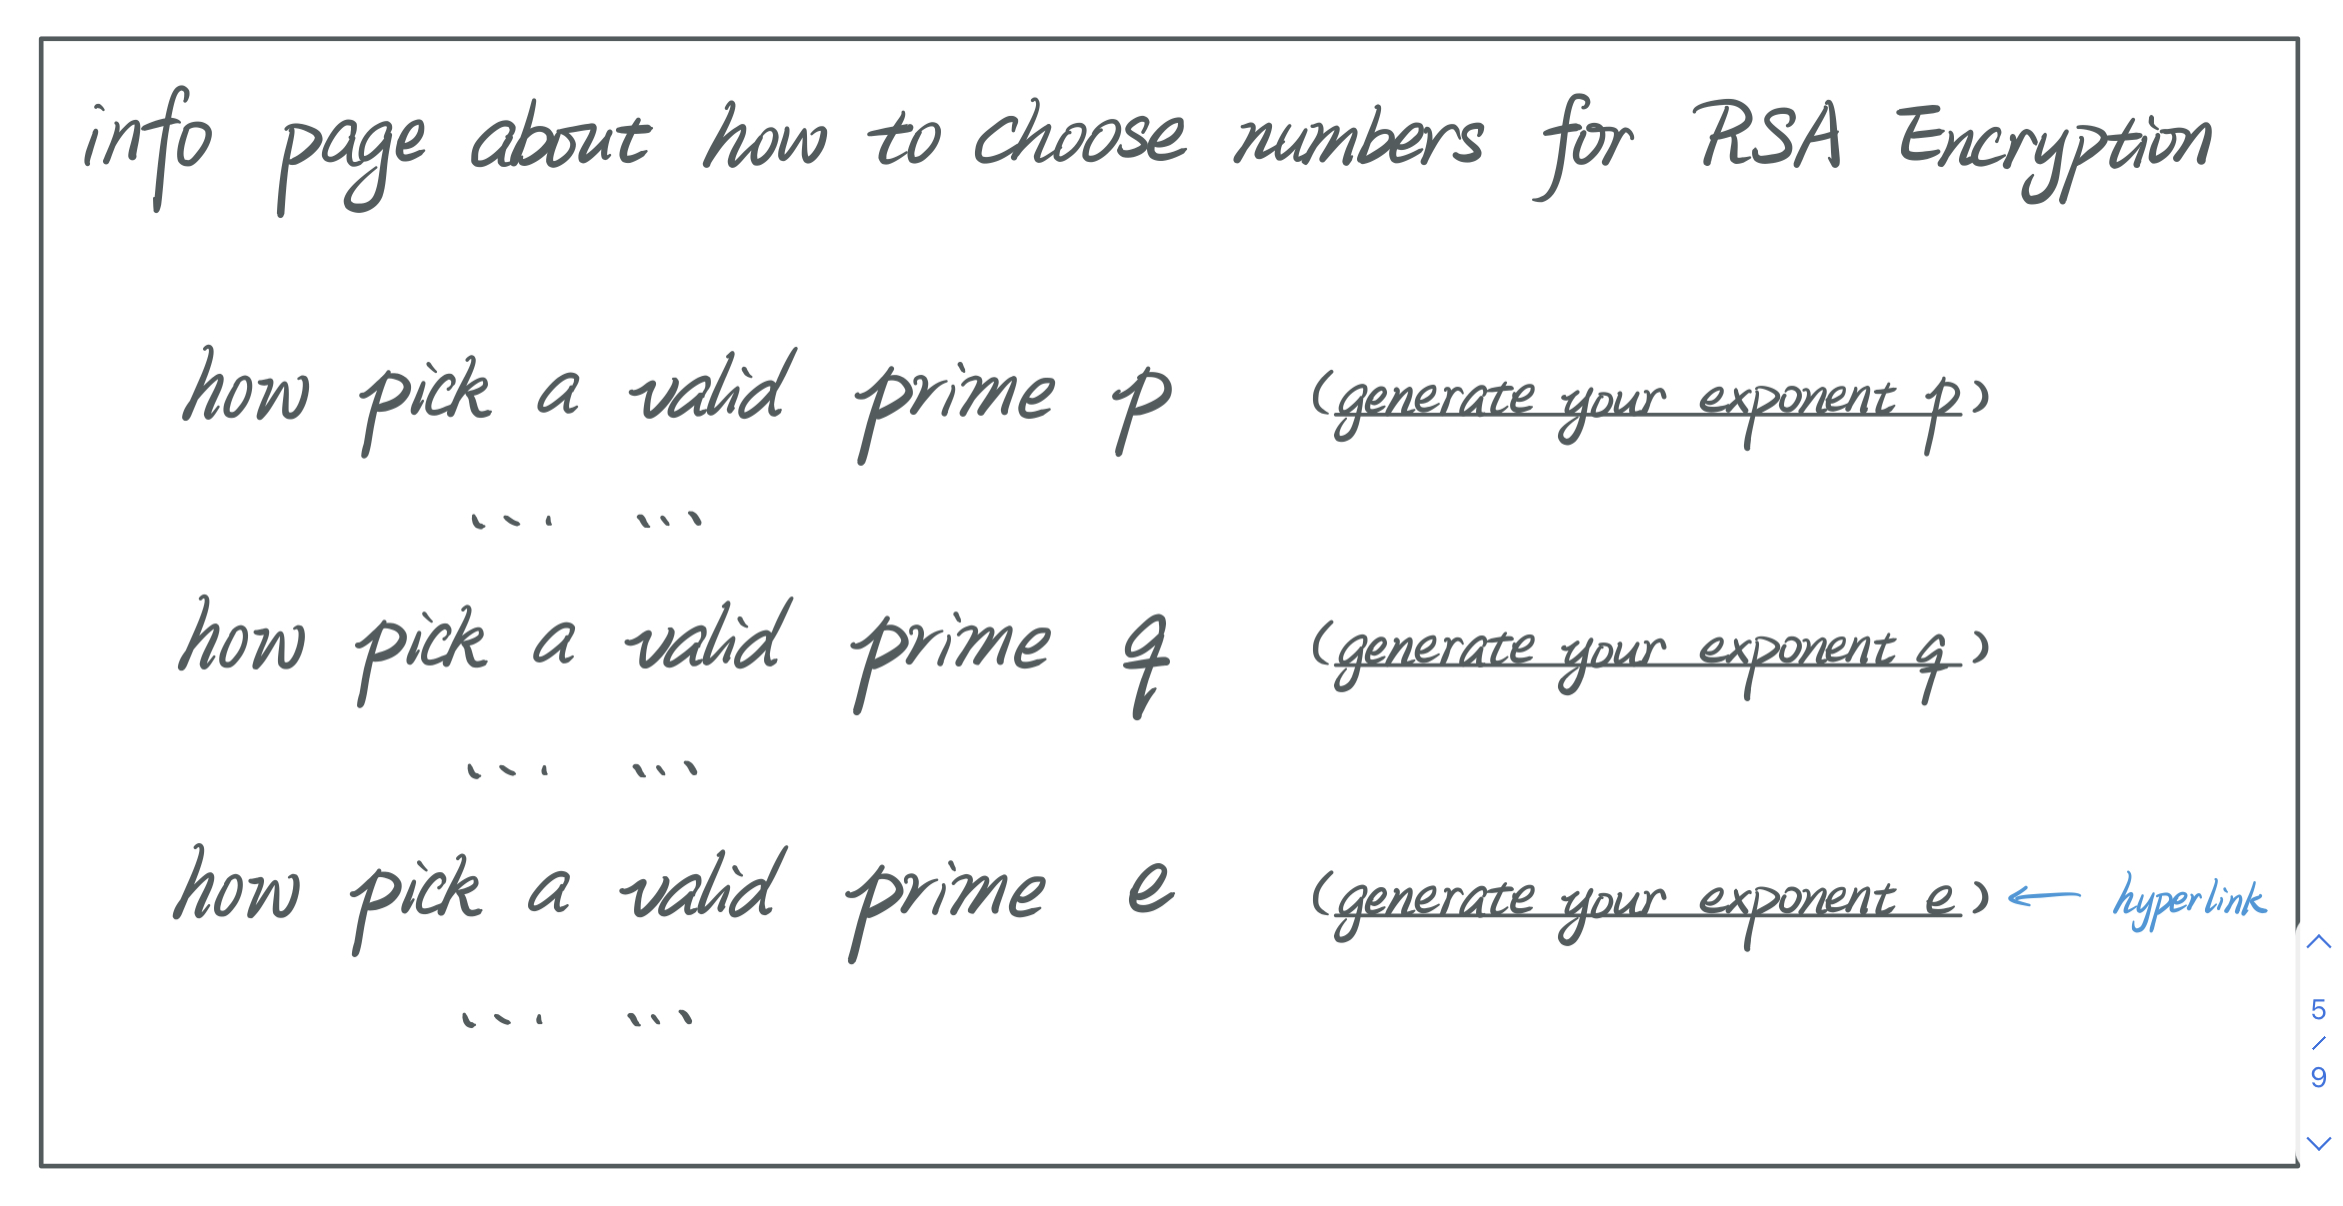 info page about how to choose numbers for RSA Encryption
how pick a valid prime p (generate your exponent p)
... ...
how pick a valid prime q (generate your exponent q)
... ...
how pick a valid prime e (generate your exponent e) ← hyperlink
... ...
5
/
9